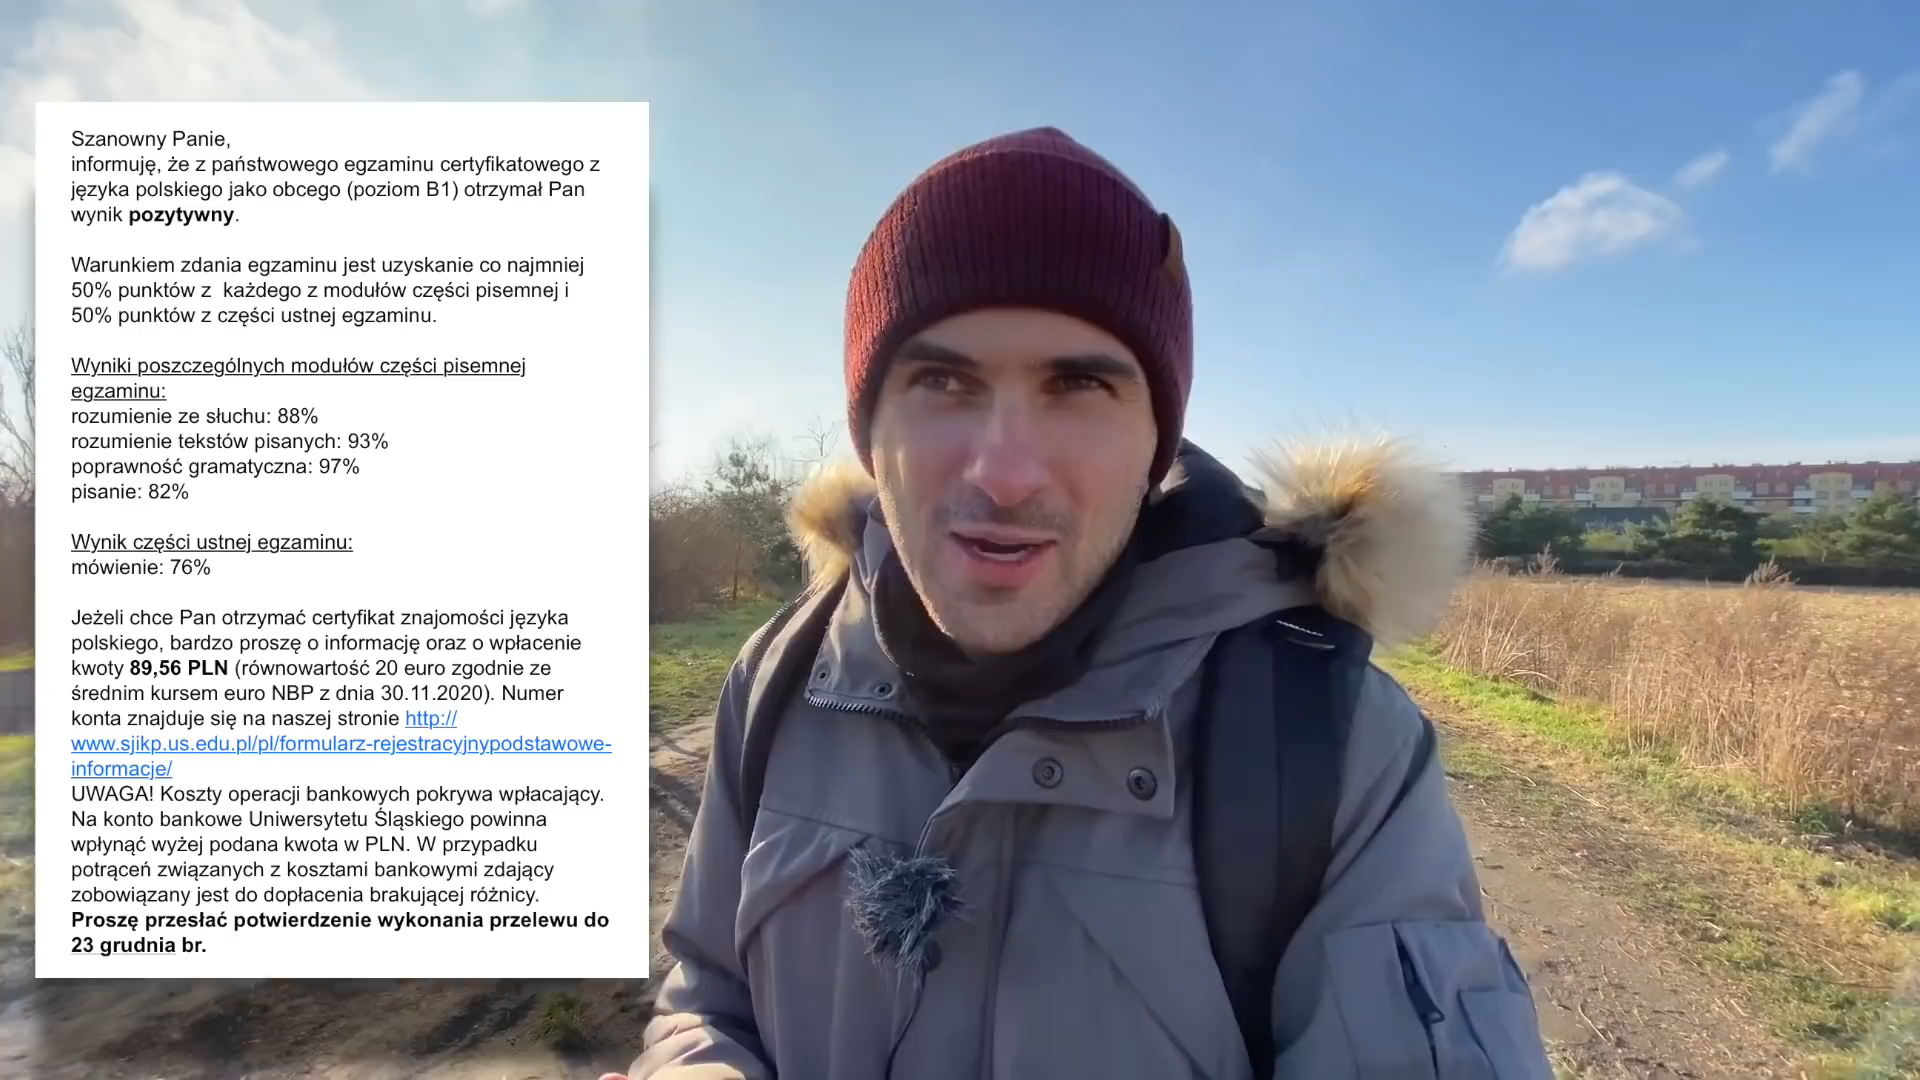 Szanowny Panie,
informuję, że z państwowego egzaminu certyfikatowego z
języka polskiego jako obcego (poziom B1) otrzymał Pan
wynik pozytywny.
Warunkiem zdania egzaminu jest uzyskanie co najmniej
50% punktów z  każdego z modułów części pisemnej i
50% punktów z części ustnej egzaminu.
Wyniki poszczególnych modułów części pisemnej
egzaminu:
rozumienie ze słuchu: 88%
rozumienie tekstów pisanych: 93%
poprawność gramatyczna: 97%
pisanie: 82%
Wynik części ustnej egzaminu:
mówienie: 76%
Jeżeli chce Pan otrzymać certyfikat znajomości języka
polskiego, bardzo proszę o informację oraz o wpłacenie
kwoty 89,56 PLN (równowartość 20 euro zgodnie ze
średnim kursem euro NBP z dnia 30.11.2020). Numer
konta znajduje się na naszej stronie http://
www.sjikp.us.edu.pl/pl/formularz-rejestracyjnypodstawowe-
informacje/
UWAGA! Koszty operacji bankowych pokrywa wpłacający.
Na konto bankowe Uniwersytetu Śląskiego powinna
wpłynąć wyżej podana kwota w PLN. W przypadku
potrąceń związanych z kosztami bankowymi zdający
zobowiązany jest do dopłacenia brakującej różnicy.
Proszę przesłać potwierdzenie wykonania przelewu do
23 grudnia br.